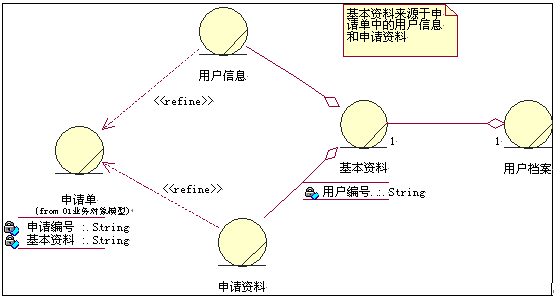 基本资料来源于申
请单中的用户信息
和申请资料
用户信息
<<refine>>
1
1
基本资料
用户档案
用户编号 . : . String
<<refine>>
申请单
(from 01业务对象模型)
申请编号 : . String
基本资料 : . String
申请资料